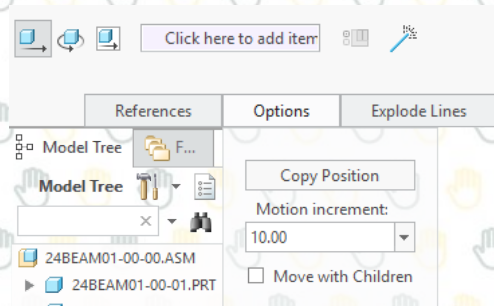 Click here to add item
References Options Explode Lines
Model Tree F...
Model Tree
Copy Position
Motion increment:
10.00
24BEAM01-00-00.ASM
Move with Children
24BEAM01-00-01.PRT